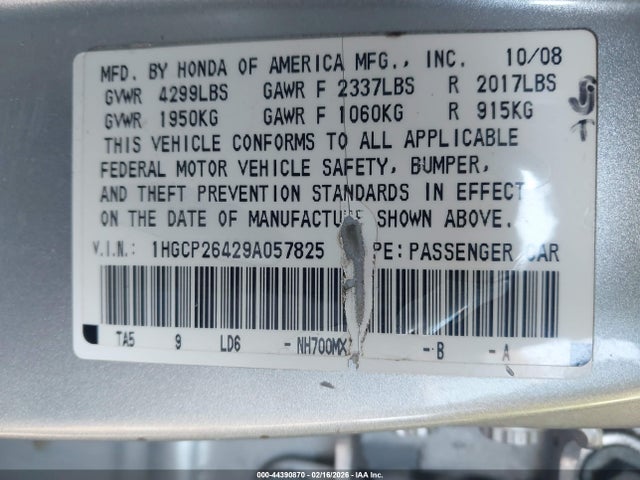 MFD. BY HONDA OF AMERICA MFG., INC. 10/08
GVWR 4299LBS GAWR F 2337LBS R 2017LBS
GVWR 1950KG GAWR F 1060KG R 915KG
THIS VEHICLE CONFORMS TO ALL APPLICABLE
FEDERAL MOTOR VEHICLE SAFETY, BUMPER,
AND THEFT PREVENTION STANDARDS IN EFFECT
ON THE DATE OF MANUFACTURE SHOWN ABOVE.
V.I.N.: 1HGCP26429A057825 PE: PASSENGER CAR
TA5 9 LD6 - NH700MX -B -A
000-44390870 - 02/16/2026 - IAA Inc.